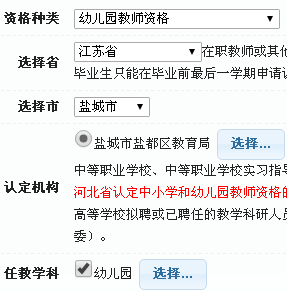 资格种类 幼儿园教师资格
选择省 江苏省 在职教师或其他
毕业生只能在毕业前最后一学期申请认
选择市 盐城市
盐城市盐都区教育局 选择...
中等职业学校、中等职业学校实习指导
认定机构 河北省认定中小学和幼儿园教师资格的
高等学校拟聘或已聘任的教学科研人员
委）。
任教学科 幼儿园 选择...